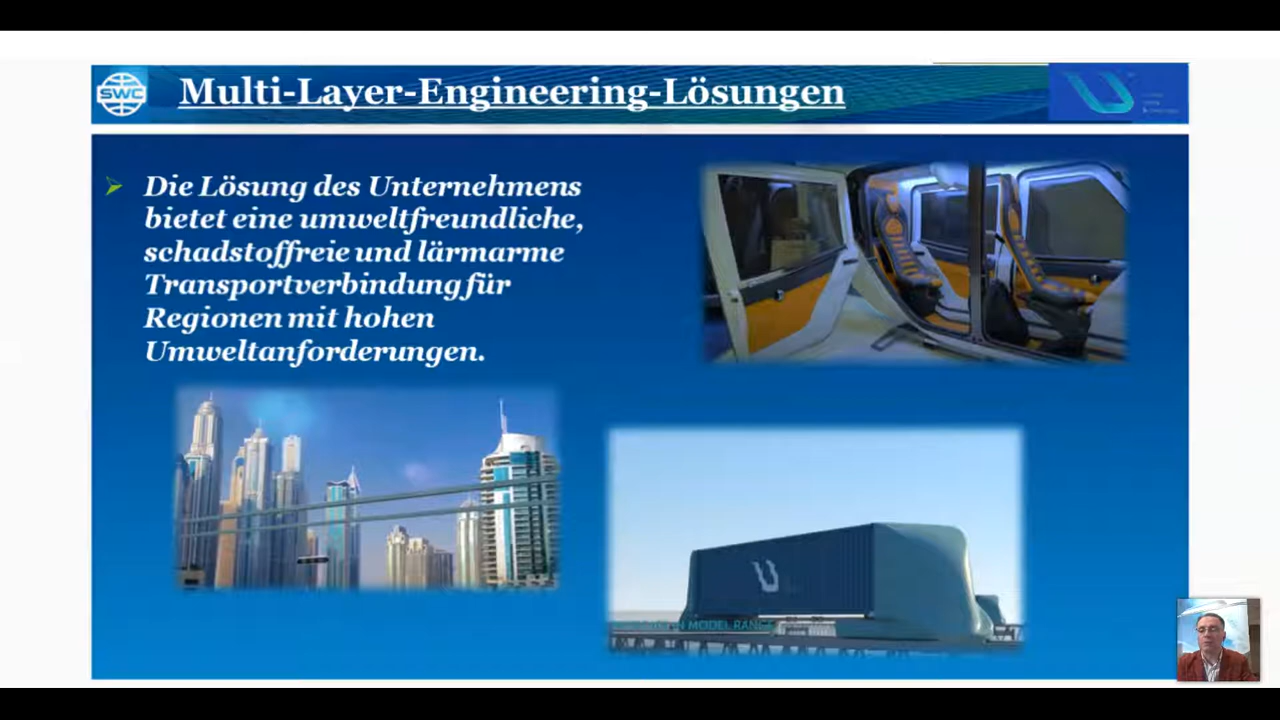 SWC
Multi-Layer-Engineering-Lösungen
Die Lösung des Unternehmens
bietet eine umweltfreundliche,
schadstoffreie und lärmarme
Transportverbindung für
Regionen mit hohen
Umweltanforderungen.
MODEL RANGE